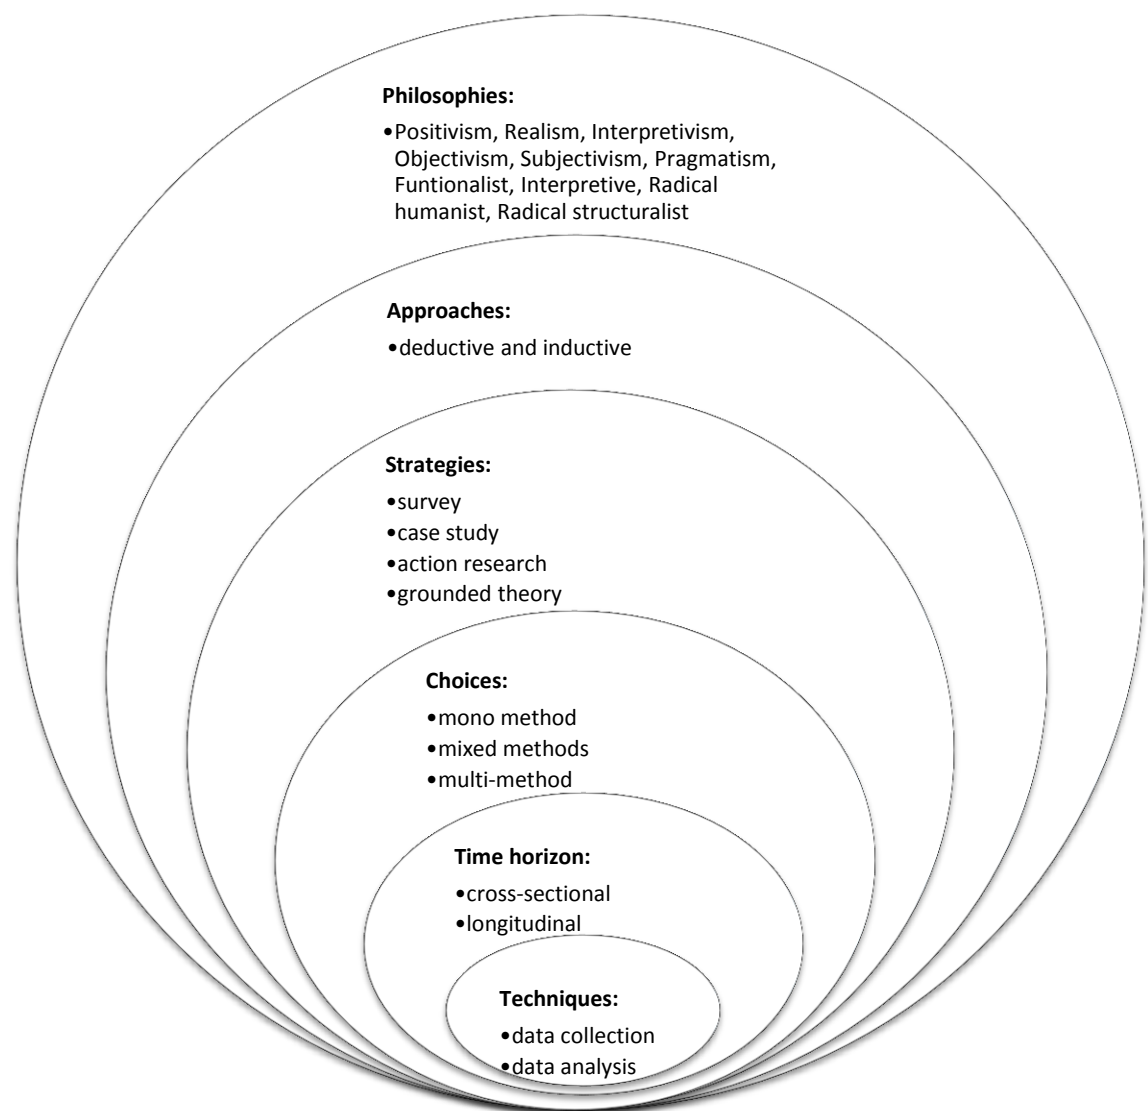 Philosophies:
•Positivism, Realism, Interpretivism,
Objectivism, Subjectivism, Pragmatism,
Funtionalist, Interpretive, Radical
humanist, Radical structuralist
Approaches:
•deductive and inductive
Strategies:
•survey
•case study
•action research
•grounded theory
Choices:
•mono method
•mixed methods
•multi-method
Time horizon:
•cross-sectional
•longitudinal
Techniques:
•data collection
•data analysis